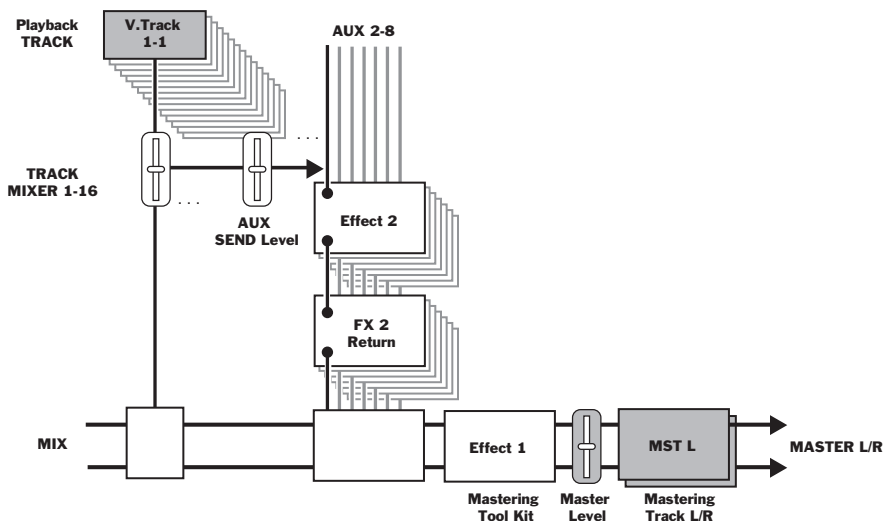 Playback
TRACK
V.Track
1-1
AUX 2-8
. . .
TRACK
MIXER 1-16
. . .
AUX
SEND Level
Effect 2
FX 2
Return
MIX
Effect 1
MST L
MASTER L/R
Mastering
Tool Kit
Master
Level
Mastering
Track L/R